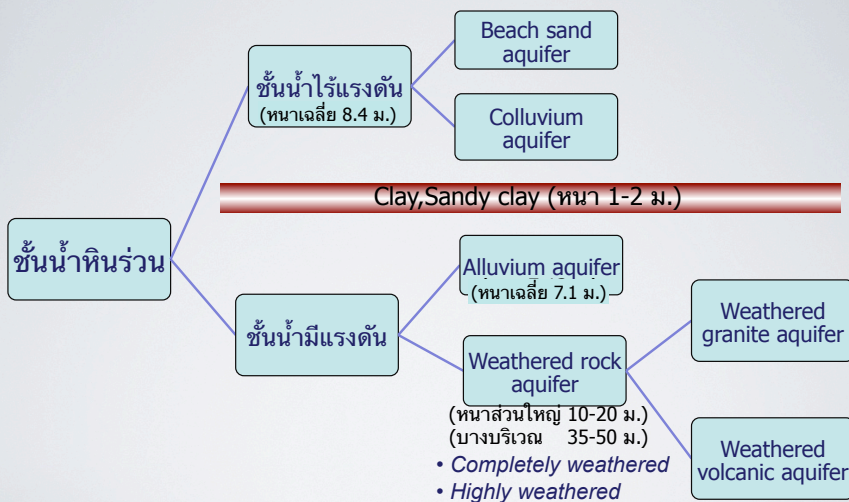 Beach sand
aquifer
ชั้นน้ำไร้แรงดัน
(หนาเฉลี่ย 8.4 ม.)
Colluvium
aquifer
Clay,Sandy clay (หนา 1-2 ม.)
ชั้นน้ำหินร่วน
Alluvium aquifer
(หนาเฉลี่ย 7.1 ม.)
ชั้นน้ำมีแรงดัน
Weathered rock
aquifer
(หนาส่วนใหญ่ 10-20 ม.)
(บางบริเวณ 35-50 ม.)
• Completely weathered
• Highly weathered
Weathered
granite aquifer
Weathered
volcanic aquifer